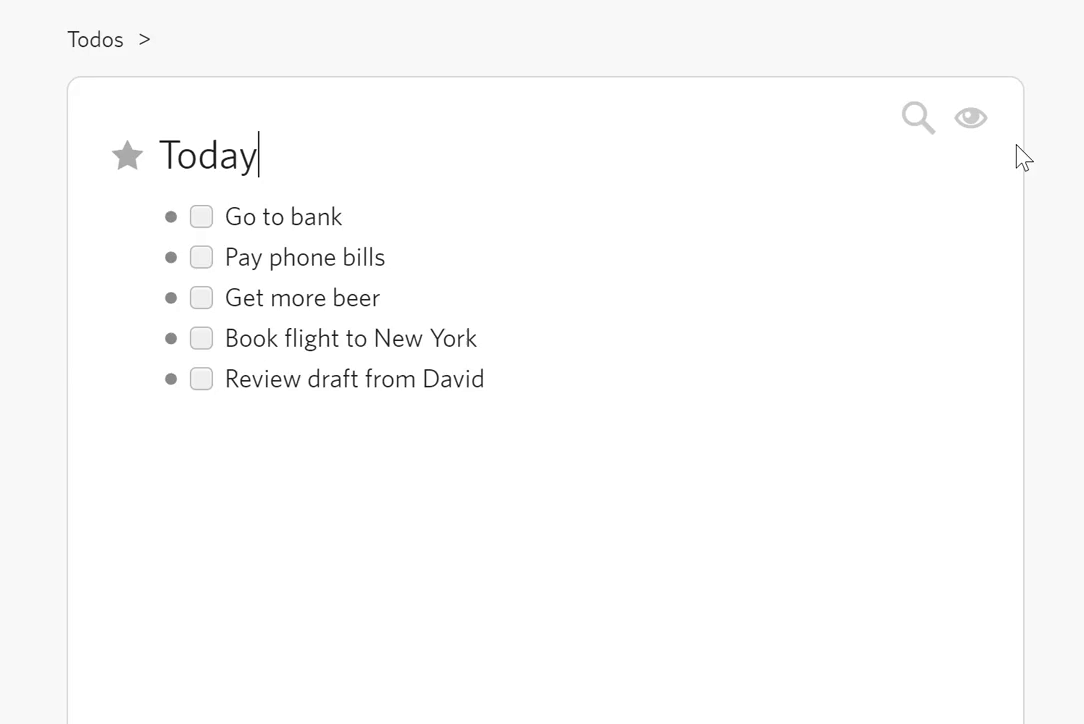 Todos >
Today
Go to bank
Pay phone bills
Get more beer
Book flight to New York
Review draft from David